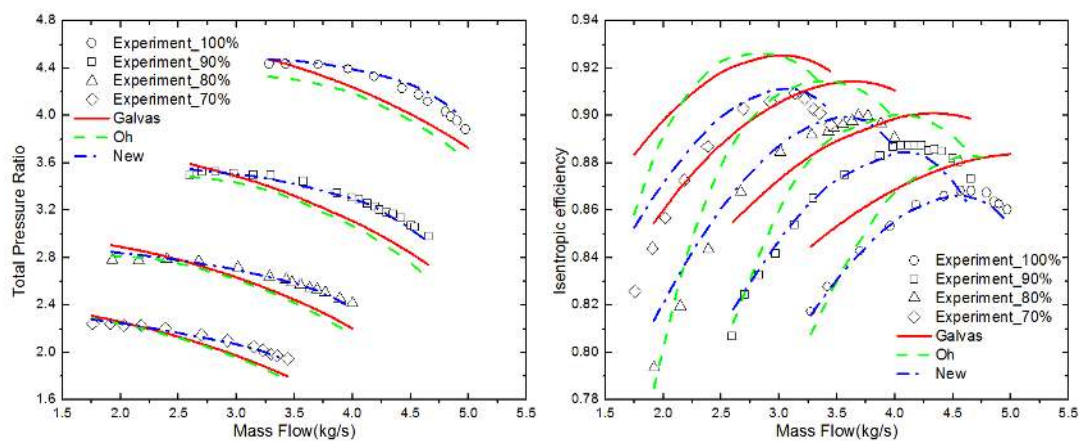 4.8
4.4
4.0
3.6
3.2
2.8
2.4
2.0
1.6
Total Pressure Ratio
Experiment_100%
Experiment_90%
Experiment_80%
Experiment_70%
Galvas
Oh
New
1.5 2.0 2.5 3.0 3.5 4.0 4.5 5.0 5.5
Mass Flow(kg/s)
0.94
0.92
0.90
0.88
0.86
0.84
0.82
0.80
0.78
Isentropic efficiency
Experiment_100%
Experiment_90%
Experiment_80%
Experiment_70%
Galvas
Oh
New
1.5 2.0 2.5 3.0 3.5 4.0 4.5 5.0 5.5
Mass Flow(kg/s)